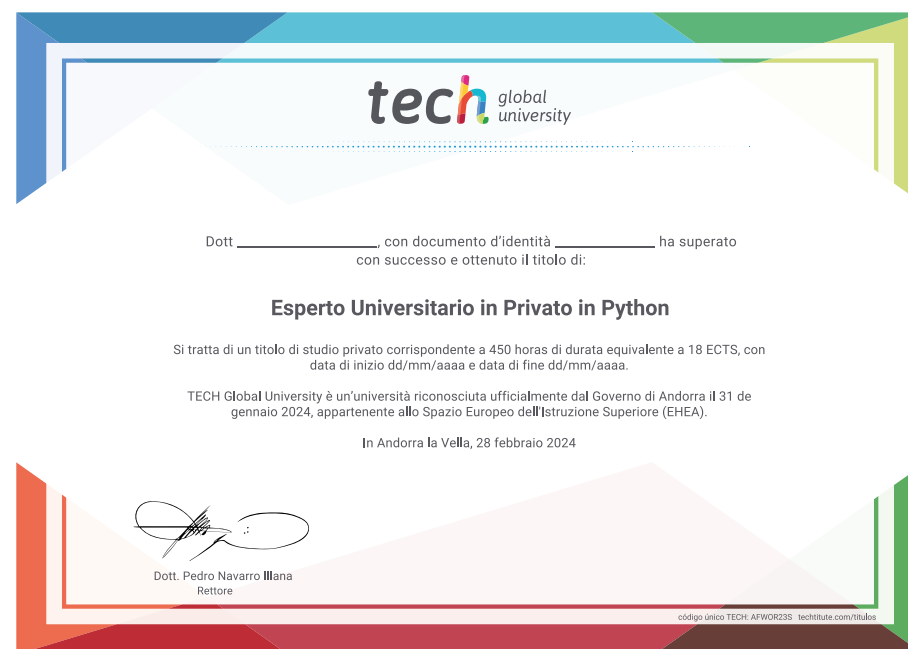 tech global university
Dott ____________________, con documento d'identità __________________ ha superato
con successo e ottenuto il titolo di:
Esperto Universitario in Privato in Python
Si tratta di un titolo di studio privato corrispondente a 450 horas di durata equivalente a 18 ECTS, con
data di inizio dd/mm/aaaa e data di fine dd/mm/aaaa.
TECH Global University è un'università riconosciuta ufficialmente dal Governo di Andorra il 31 de
gennaio 2024, appartenente allo Spazio Europeo dell'Istruzione Superiore (EHEA).
In Andorra la Vella, 28 febbraio 2024
Dott. Pedro Navarro Illana
Rettore
código único TECH: AFWOR23S techtitute.com/titulos